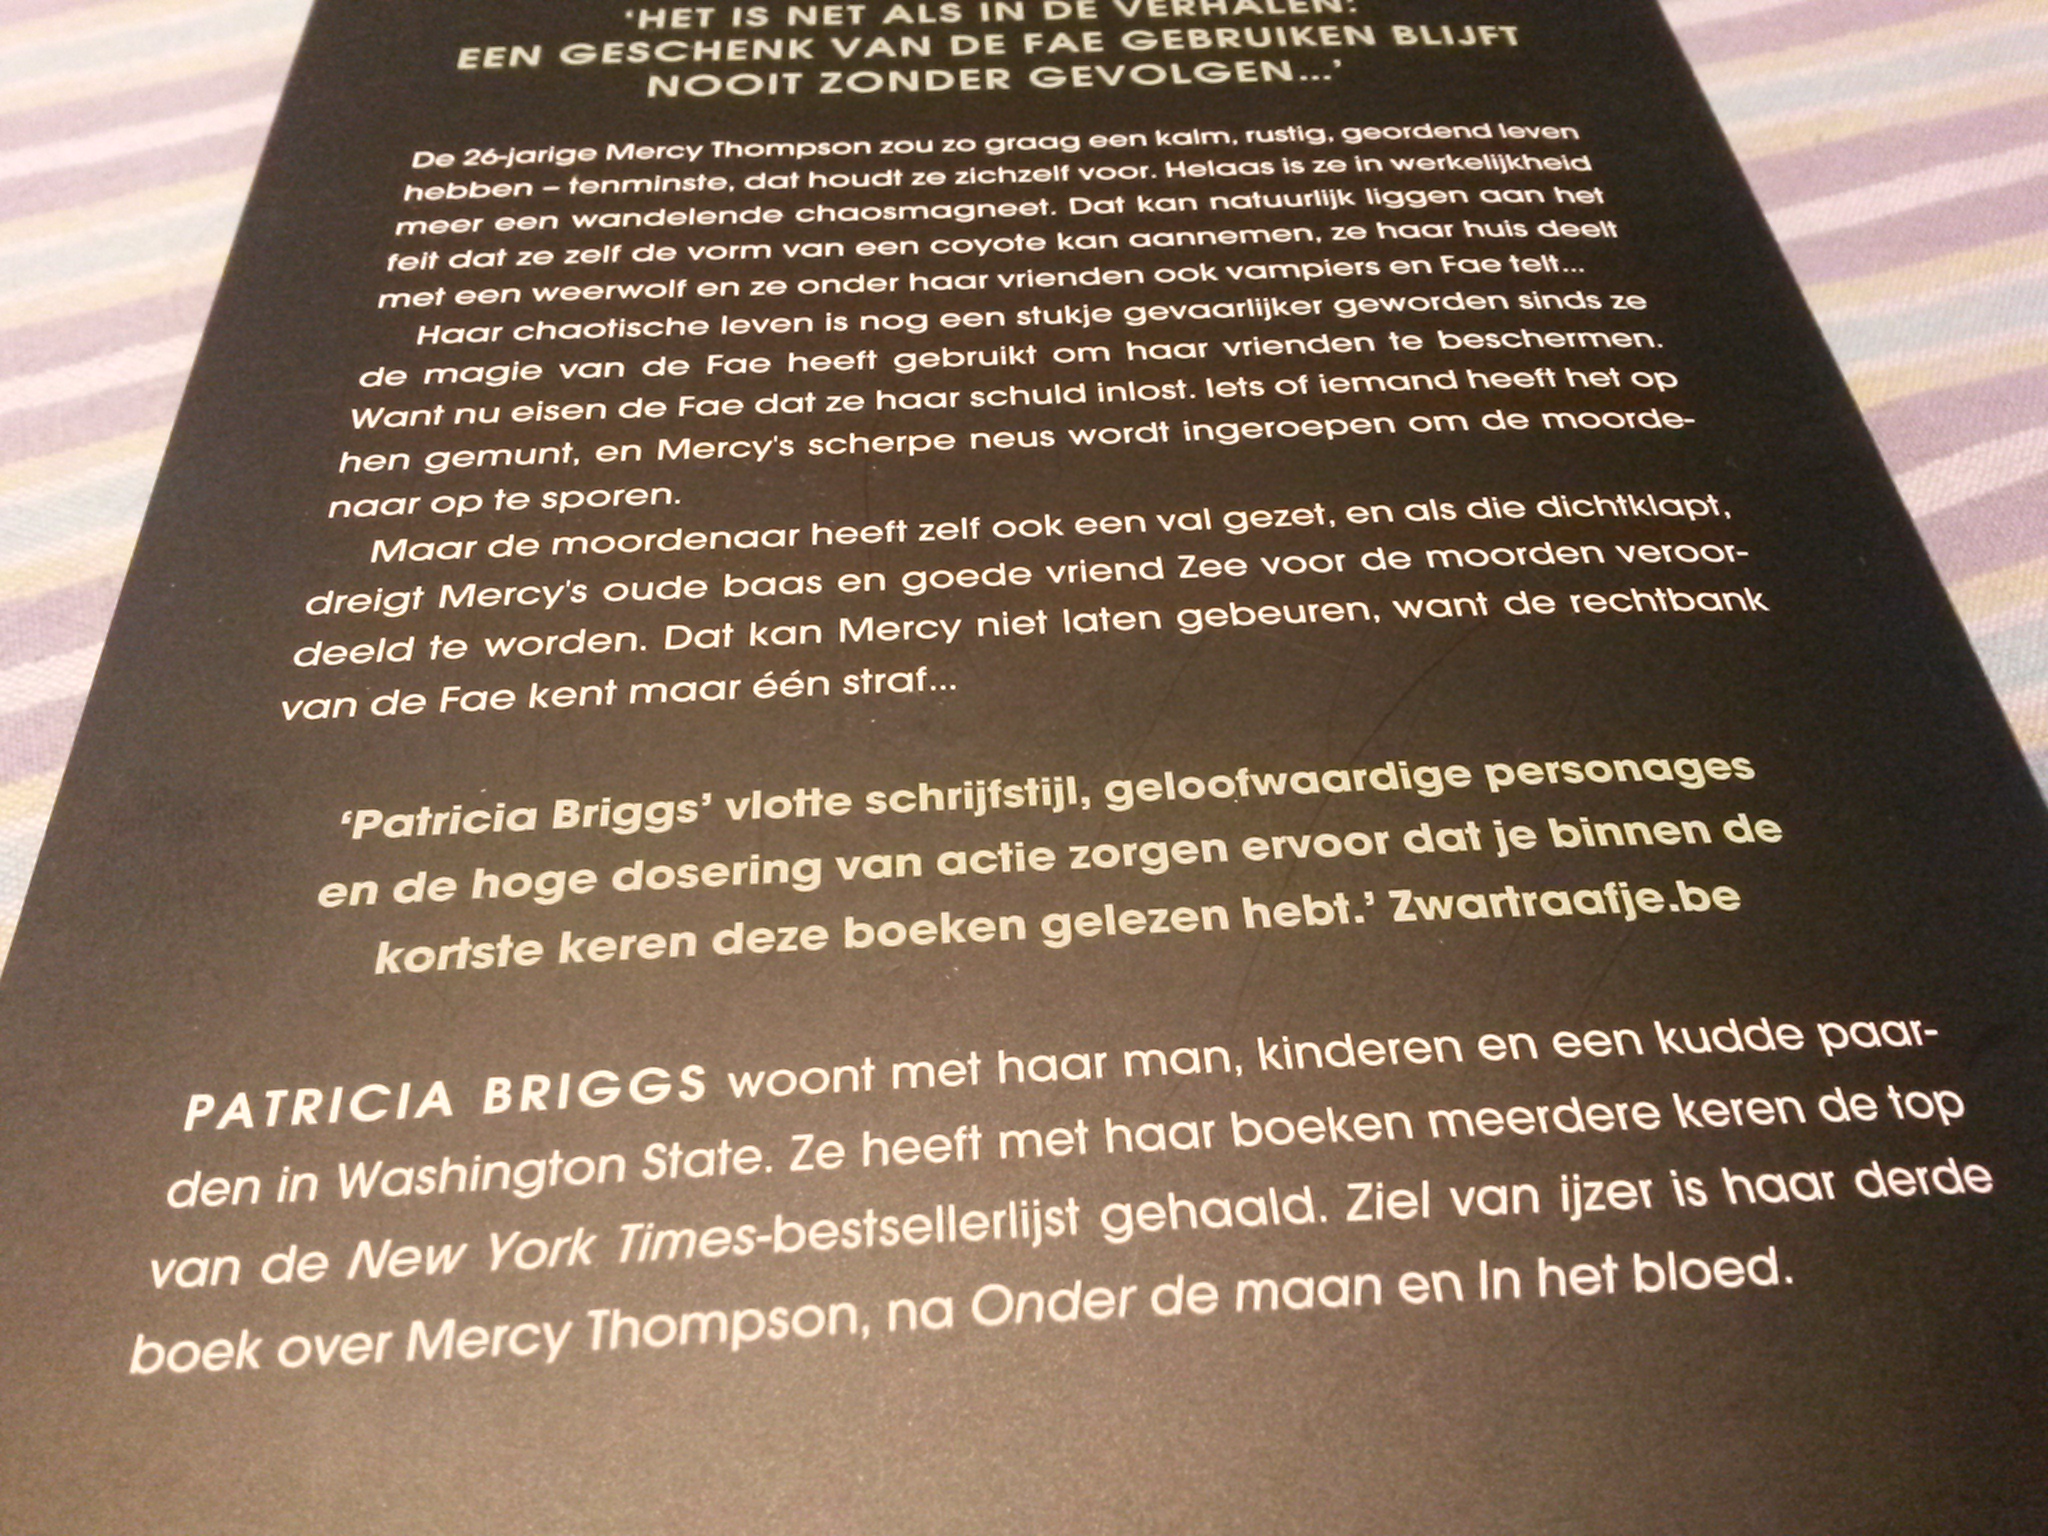 ‘HET IS NET ALS IN DE VERHALEN:
EEN GESCHENK VAN DE FAE GEBRUIKEN BLIJFT
NOOIT ZONDER GEVOLGEN...’
De 26-jarige Mercy Thompson zou zo graag een kalm, rustig, geordend leven
hebben – tenminste, dat houdt ze zichzelf voor. Helaas is ze in werkelijkheid
meer een wandelende chaosmagneet. Dat kan natuurlijk liggen aan het
feit dat ze zelf de vorm van een coyote kan aannemen, ze haar huis deelt
met een weerwolf en ze onder haar vrienden ook vampiers en Fae telt...
Haar chaotische leven is nog een stukje gevaarlijker geworden sinds ze
de magie van de Fae heeft gebruikt om haar vrienden te beschermen.
Want nu eisen de Fae dat ze haar schuld inlost. Iets of iemand heeft het op
hen gemunt, en Mercy's scherpe neus wordt ingeroepen om de moorde-
naar op te sporen.
Maar de moordenaar heeft zelf ook een val gezet, en als die dichtklapt,
dreigt Mercy's oude baas en goede vriend Zee voor de moorden veroor-
deeld te worden. Dat kan Mercy niet laten gebeuren, want de rechtbank
van de Fae kent maar één straf...
‘Patricia Briggs’ vlotte schrijfstijl, geloofwaardige personages
en de hoge dosering van actie zorgen ervoor dat je binnen de
kortste keren deze boeken gelezen hebt.’ Zwartraafje.be
PATRICIA BRIGGS woont met haar man, kinderen en een kudde paar-
den in Washington State. Ze heeft met haar boeken meerdere keren de top
van de New York Times-bestsellerlijst gehaald. Ziel van ijzer is haar derde
boek over Mercy Thompson, na Onder de maan en In het bloed.